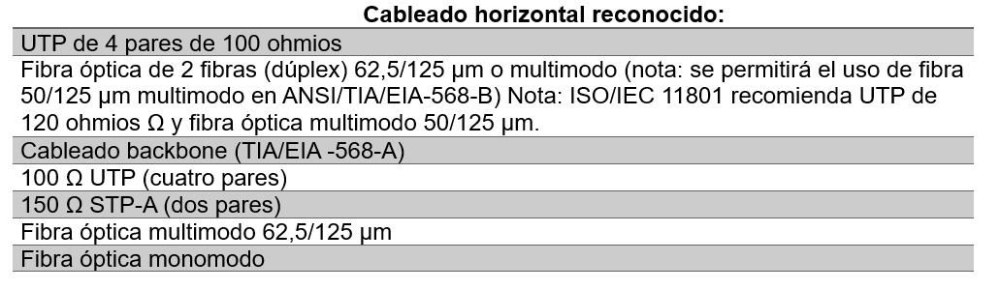 Cableado horizontal reconocido:
UTP de 4 pares de 100 ohmios
Fibra óptica de 2 fibras (dúplex) 62,5/125 µm o multimodo (nota: se permitirá el uso de fibra
50/125 µm multimodo en ANSI/TIA/EIA-568-B) Nota: ISO/IEC 11801 recomienda UTP de
120 ohmios Ω y fibra óptica multimodo 50/125 µm.
Cableado backbone (TIA/EIA -568-A)
100 Ω UTP (cuatro pares)
150 Ω STP-A (dos pares)
Fibra óptica multimodo 62,5/125 µm
Fibra óptica monomodo